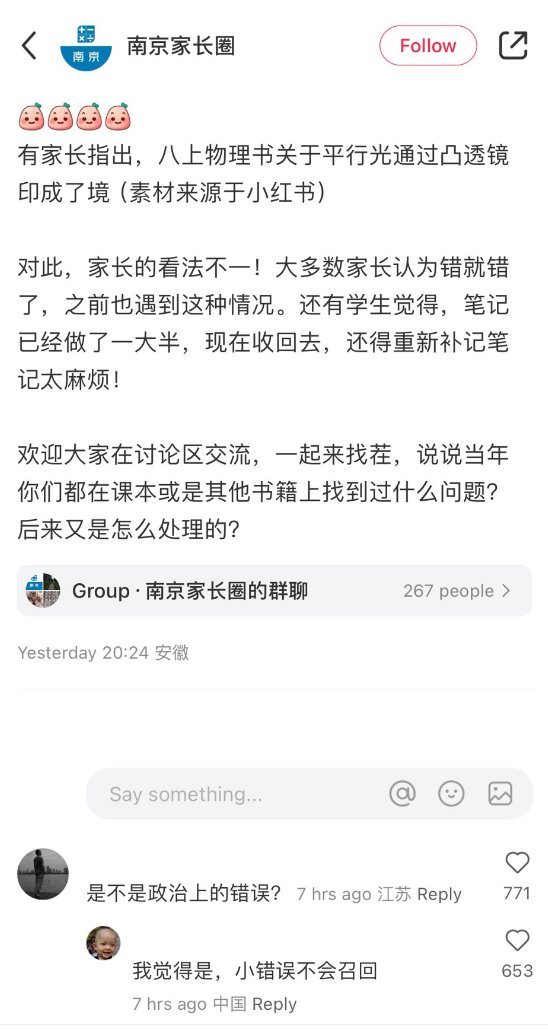 南京
南京家长圈
Follow
有家长指出，八上物理书关于平行光通过凸透镜
印成了境（素材来源于小红书）
对此，家长的看法不一！大多数家长认为错就错
了，之前也遇到这种情况。还有学生觉得，笔记
已经做了一大半，现在收回去，还得重新补记笔
记太麻烦！
欢迎大家在讨论区交流，一起来找茬，说说当年
你们都在课本或是其他书籍上找到过什么问题？
后来又是怎么处理的？
Group · 南京家长圈的群聊
267 people
Yesterday 20:24 安徽
Say something...
是不是政治上的错误？ 7 hrs ago 江苏 Reply
771
我觉得是，小错误不会召回
653
7 hrs ago 中国 Reply